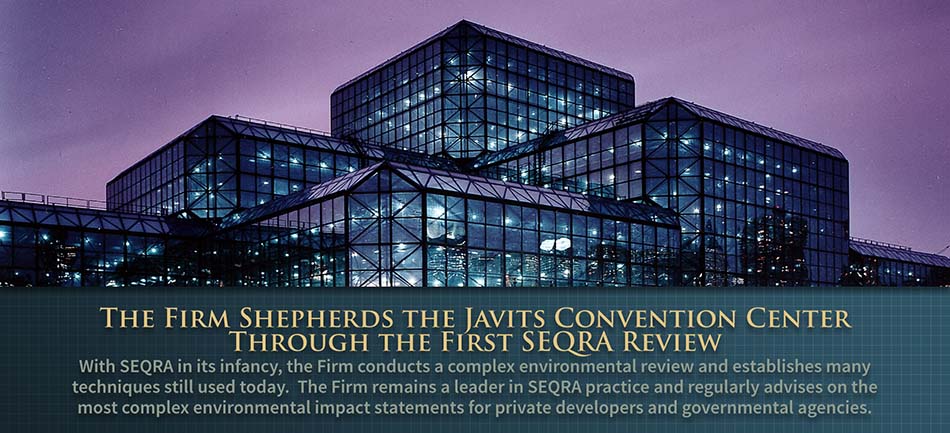 The Firm Shepherds the Javits Convention Center
Through the First SEQRA Review
With SEQRA in its infancy, the Firm conducts a complex environmental review and establishes many
techniques still used today.  The Firm remains a leader in SEQRA practice and regularly advises on the
most complex environmental impact statements for private developers and governmental agencies.